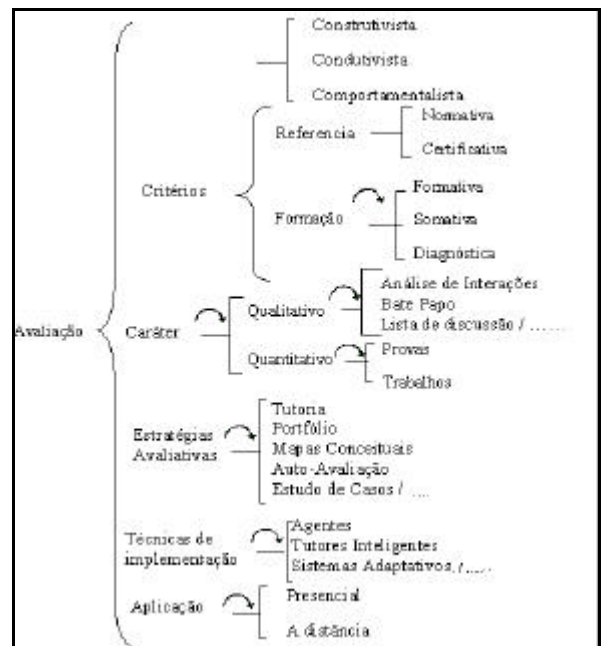 Construtivista
Condutivista
Comportamentalista
Referencia
Normativa
Certificativa
Critérios
Formação
Formativa
Somativa
Diagnóstica
Avaliação
Caráter
Qualitativo
Análise de Interações
Bate Papo
Lista de discussão / ......
Quantitativo
Provas
Trabalhos
Estratégias
Avaliativas
Tutoria
Portfólio
Mapas Conceituais
Auto-Avaliação
Estudo de Casos / ....
Técnicas de
implementação
Agentes
Tutores Inteligentes
Sistemas Adaptativos. / .....
Aplicação
Presencial
A distância